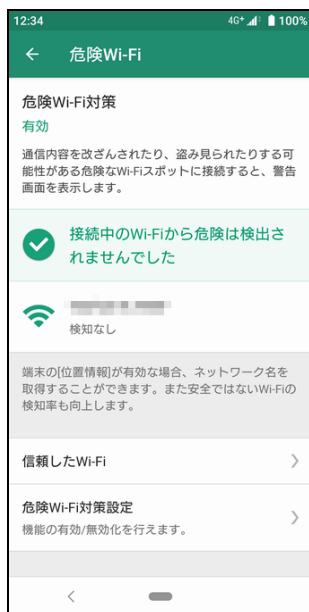 12:34 4G+ 100%
危険Wi-Fi
危険Wi-Fi対策
有効
通信内容を改ざんされたり、盗み見られたりする可
能性がある危険なWi-Fiスポットに接続すると、警告
画面を表示します。
接続中のWi-Fiから危険は検出さ
れませんでした
検知なし
端末の[位置情報]が有効な場合、ネットワーク名を
取得することができます。また安全ではないWi-Fiの
検知率も向上します。
信頼したWi-Fi
危険Wi-Fi対策設定
機能の有効/無効化を行えます。